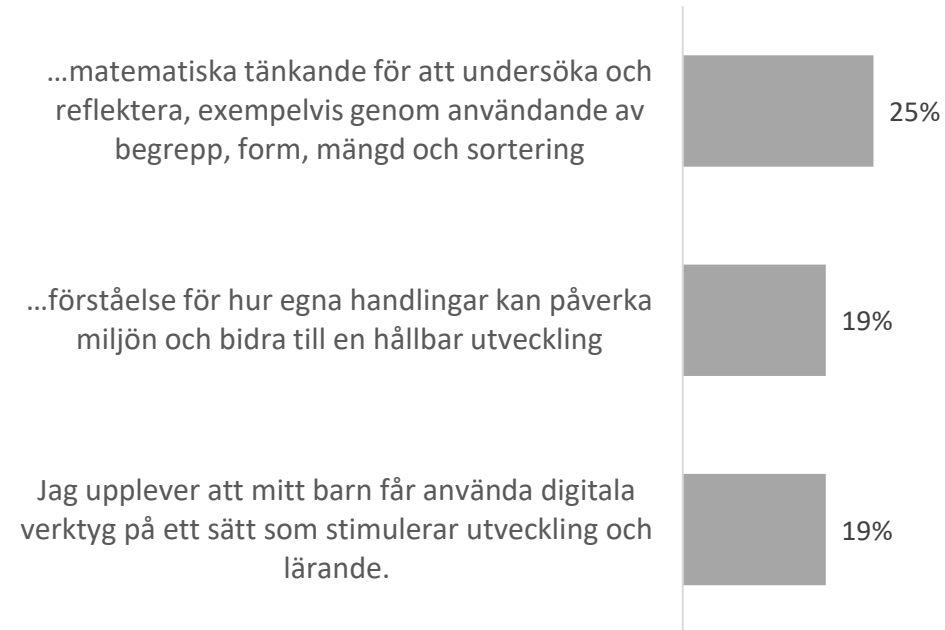 ...matematiska tänkande för att undersöka och
reflektera, exempelvis genom användande av
begrepp, form, mängd och sortering
25%
...förståelse för hur egna handlingar kan påverka
miljön och bidra till en hållbar utveckling
19%
Jag upplever att mitt barn får använda digitala
verktyg på ett sätt som stimulerar utveckling och
lärande.
19%